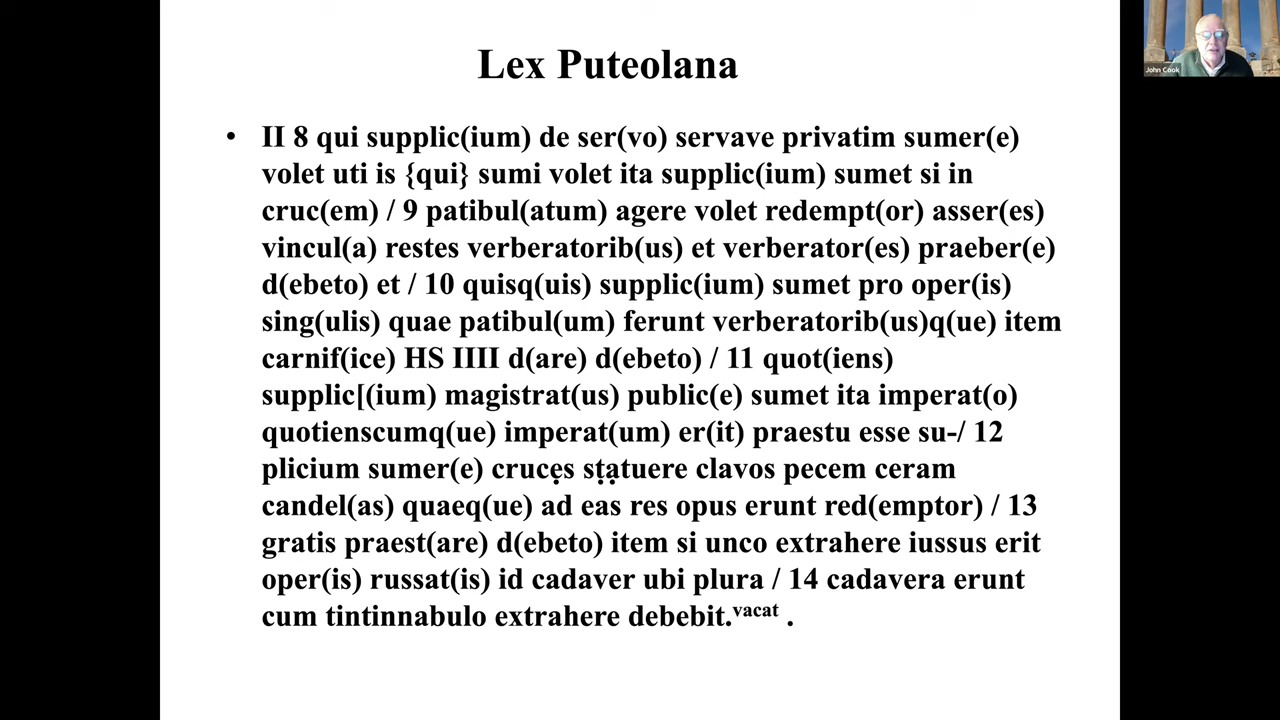 Lex Puteolana
• II 8 qui supplic(ium) de ser(vo) servave privatim sumer(e)
volet uti is {qui} sumi volet ita supplic(ium) sumet si in
cruc(em) / 9 patibul(atum) agere volet redempt(or) asser(es)
vincul(a) restes verberatorib(us) et verberator(es) praeber(e)
d(ebeto) et / 10 quisq(uis) supplic(ium) sumet pro oper(is)
sing(ulis) quae patibul(um) ferunt verberatorib(us)q(ue) item
carnif(ice) HS IIII d(are) d(ebeto) / 11 quot(iens)
supplic[(ium) magistrat(us) public(e) sumet ita imperat(o)
quotienscumq(ue) imperat(um) er(it) praestu esse su-/ 12
plicium sumer(e) crucẹs sṭạtuere clavos pecem ceram
candel(as) quaeq(ue) ad eas res opus erunt red(emptor) / 13
gratis praest(are) d(ebeto) item si unco extrahere iussus erit
oper(is) russat(is) id cadaver ubi plura / 14 cadavera erunt
cum tintinnabulo extrahere debebit.vacat .
John Cook